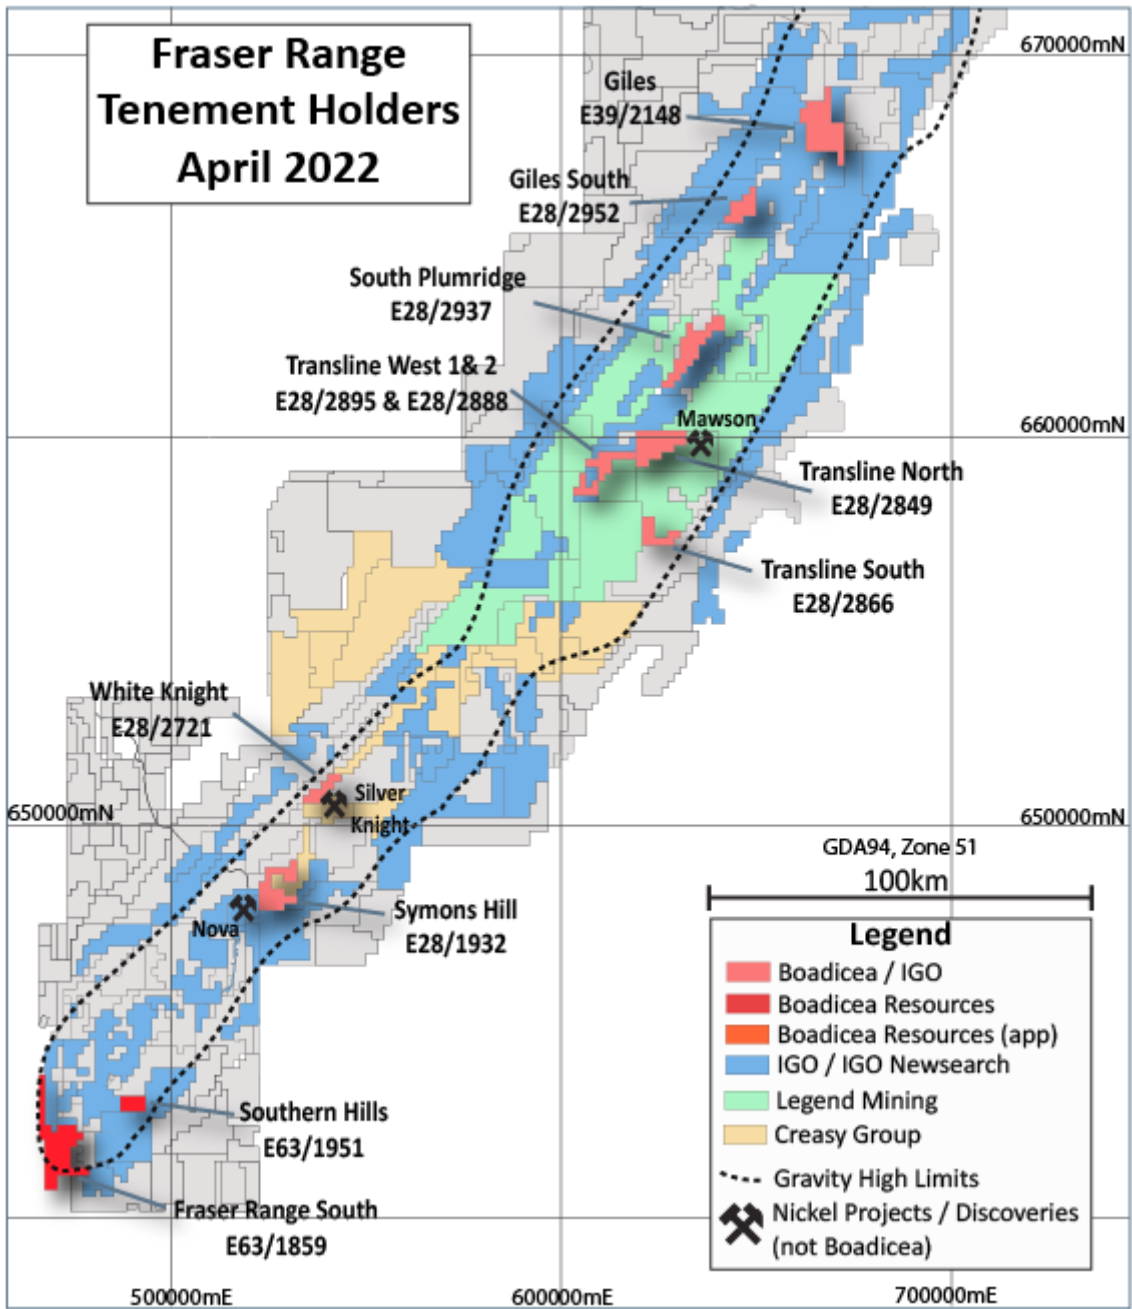 Fraser Range
Tenement Holders
April 2022
670000mN
Giles
E39/2148
Giles South
E28/2952
South Plumridge
E28/2937
Transline West 1& 2
E28/2895 & E28/2888
Mawson
660000mN
Transline North
E28/2849
Transline South
E28/2866
White Knight
E28/2721
Silver
Knight
650000mN
650000mN
GDA94, Zone 51
100km
Symons Hill
E28/1932
Nova
Legend
Boadicea / IGO
Boadicea Resources
Boadicea Resources (app)
IGO / IGO Newsearch
Legend Mining
Creasy Group
Gravity High Limits
Nickel Projects / Discoveries
(not Boadicea)
Southern Hills
E63/1951
Fraser Range South
E63/1859
500000mE
600000mE
700000mE